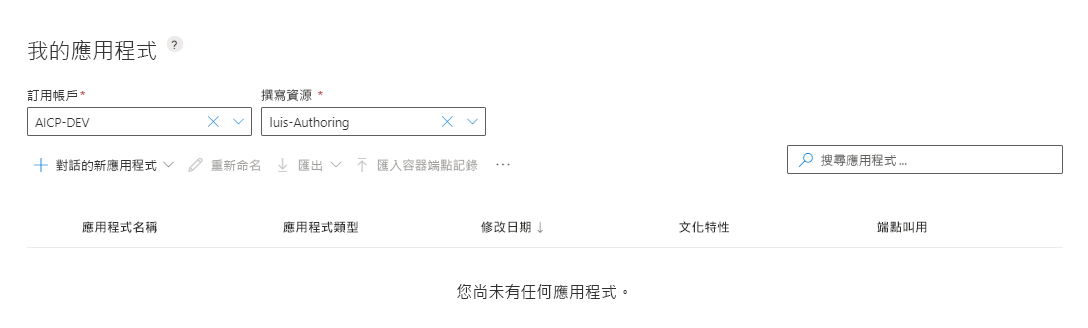 我的應用程式 ?
訂用帳戶* 撰寫資源 *
AICP-DEV luis-Authoring
對話的新應用程式 重新命名 匯出 匯入容器端點記錄 ...
搜尋應用程式 ...
應用程式名稱 應用程式類型 修改日期 ↓ 文化特性 端點叫用
您尚未有任何應用程式。